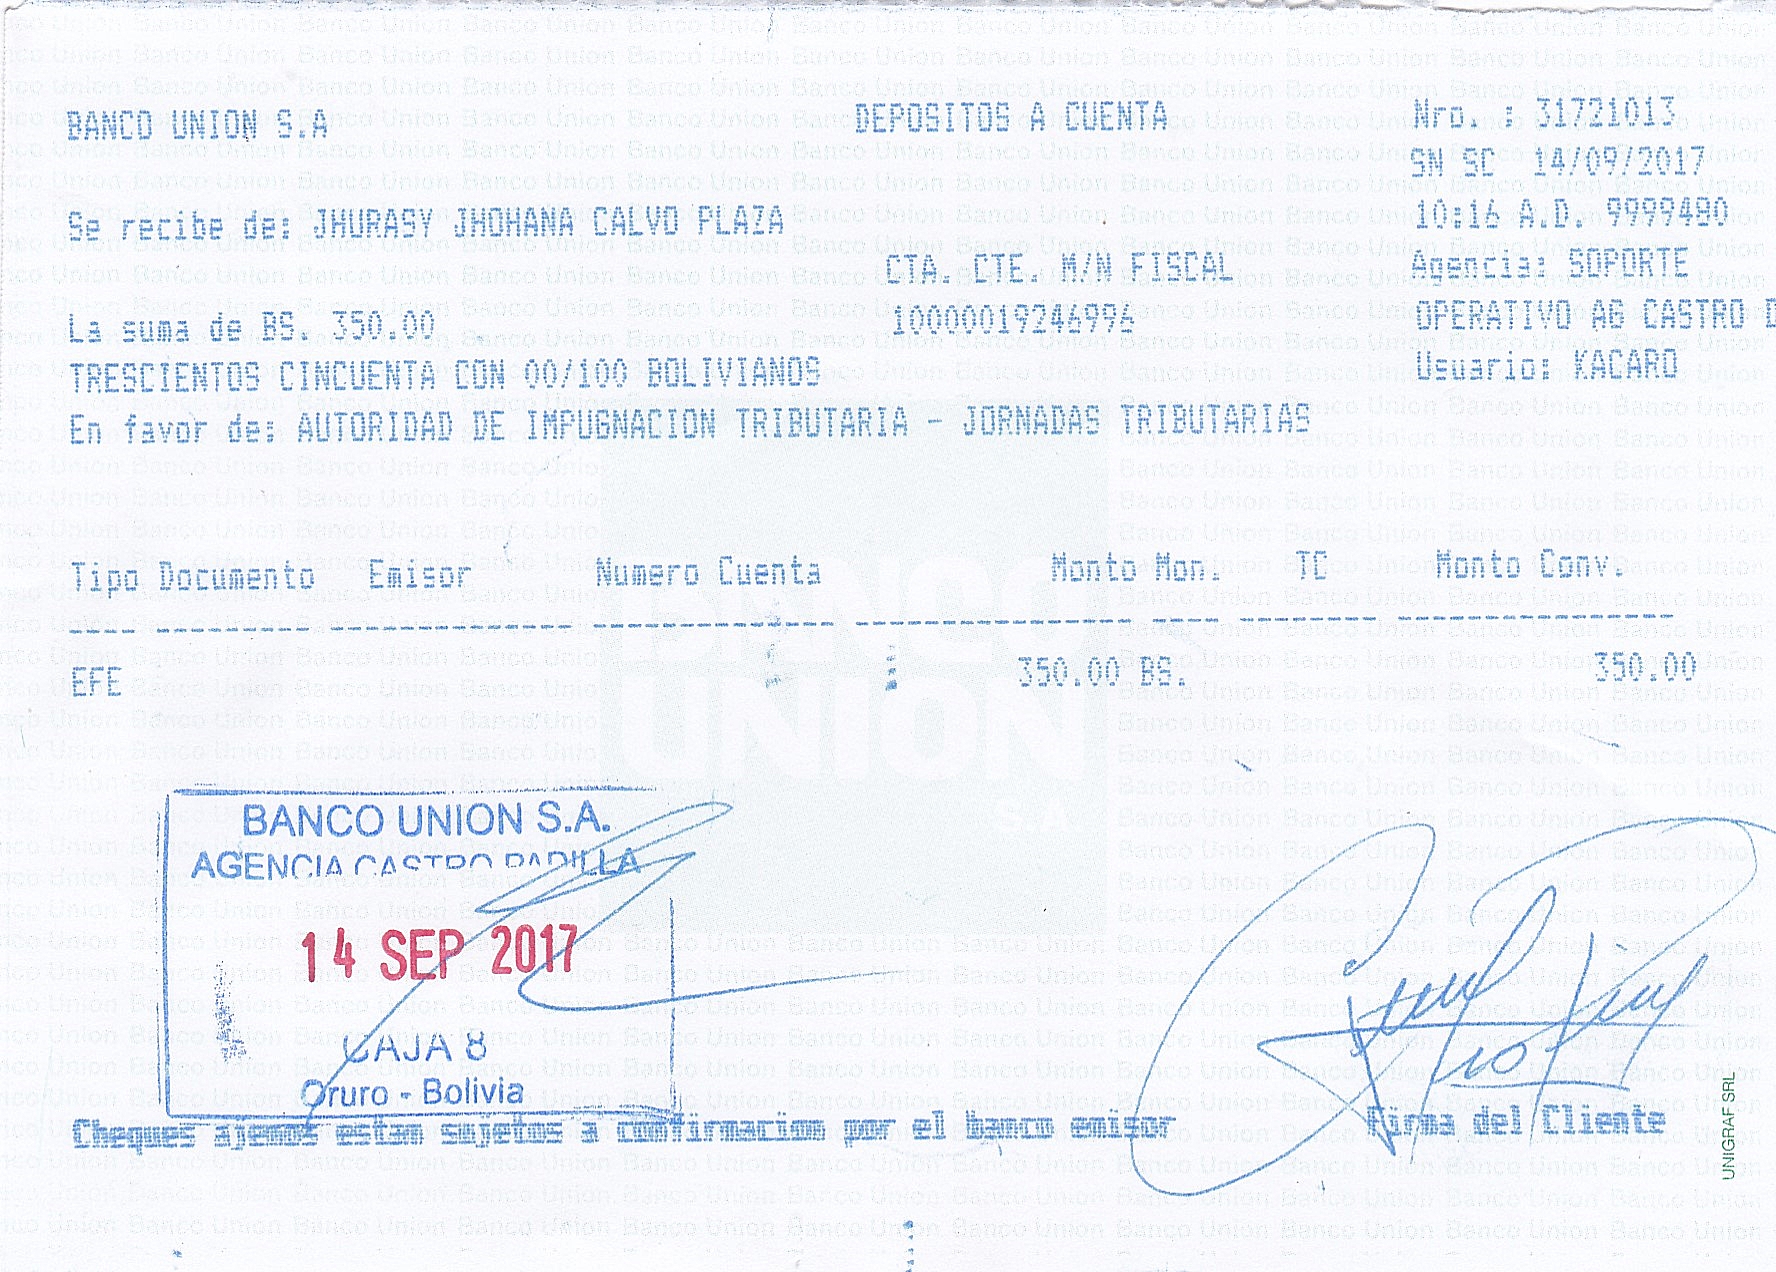 BANCO UNION S.A
DEPOSITOS A CUENTA
Nro. : 31721013
SN SC 14/09/2017
Se recibe de: JHURASY JHOHANA CALVO PLAZA
10:16 A.D. 9999490
CTA. CTE. M/N FISCAL
Agencia: SOPORTE
La suma de BS. 350.00
10000019246998
OPERATIVO AG CASTRO
TRESCIENTOS CINCUENTA CON 00/100 BOLIVIANOS
Usuario: KACARO
En favor de: AUTORIDAD DE IMPUGNACION TRIBUTARIA - JORNADAS TRIBUTARIAS
Tipo Documento Emisor Numero Cuenta Monto Mon. TC Monto Conv.
EFE 350.00 BS. 350.00
BANCO UNION S.A.
AGENCIA CASTRO PADILLA
14 SEP 2017
CAJA 8
Oruro - Bolivia
Cheques ajenos estan sujetos a confirmacion por el banco emisor
Firma del Cliente
UNIGRAF SRL